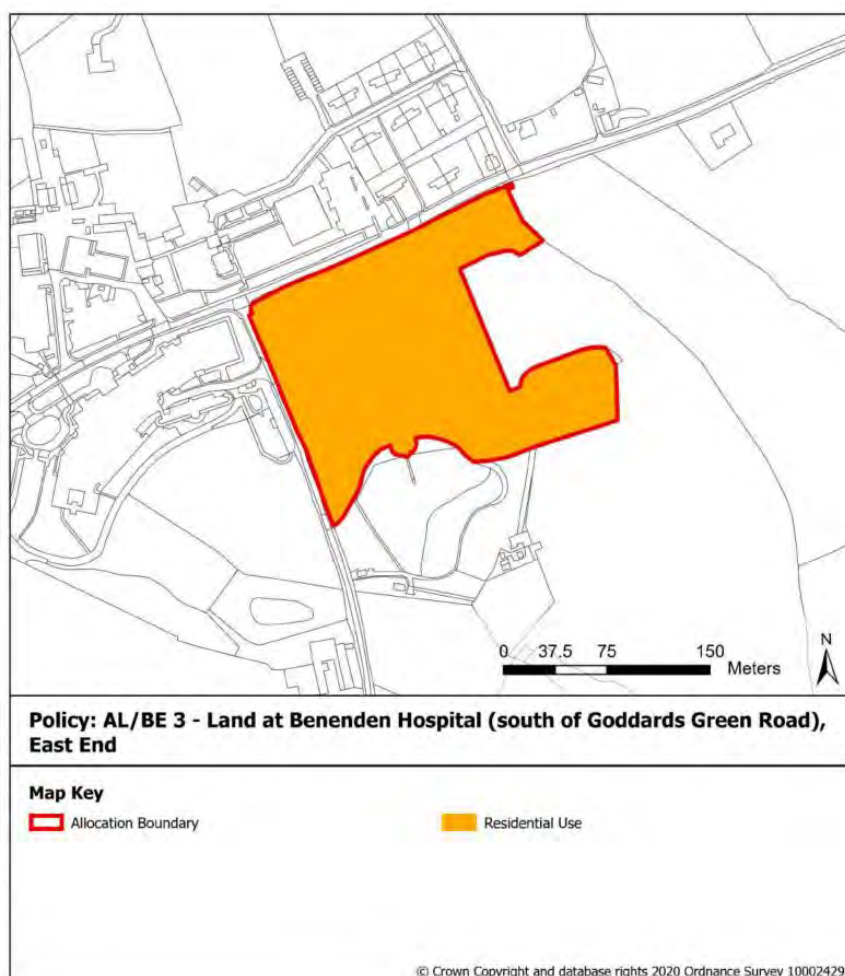 N
0 37.5 75 150
Meters
Policy: AL/BE 3 - Land at Benenden Hospital (south of Goddards Green Road),
East End
Map Key
Allocation Boundary
Residential Use
© Crown Copyright and database rights 2020 Ordnance Survey 10002429